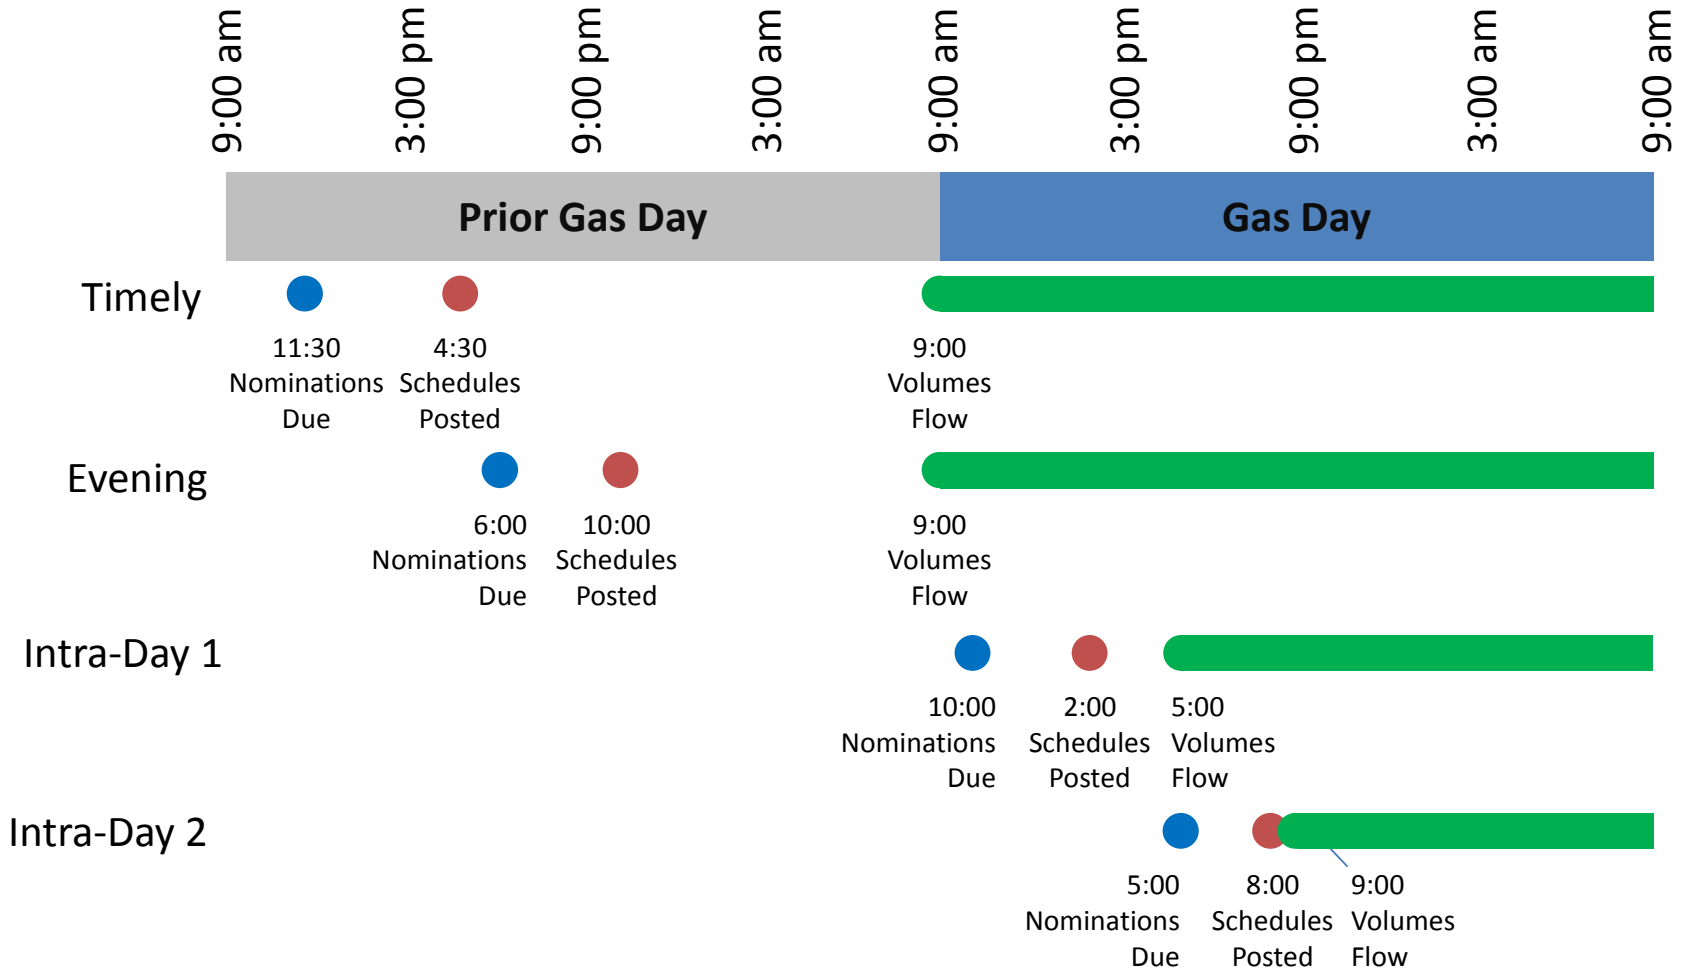 9:00 am
3:00 pm
9:00 pm
3:00 am
9:00 am
3:00 pm
9:00 pm
3:00 am
9:00 am
Prior Gas Day
Gas Day
Timely
11:30
Nominations
Due
4:30
Schedules
Posted
9:00
Volumes
Flow
Evening
6:00
Nominations
Due
10:00
Schedules
Posted
9:00
Volumes
Flow
Intra-Day 1
10:00
Nominations
Due
2:00
Schedules
Posted
5:00
Volumes
Flow
Intra-Day 2
5:00
Nominations
Due
8:00
Schedules
Posted
9:00
Volumes
Flow